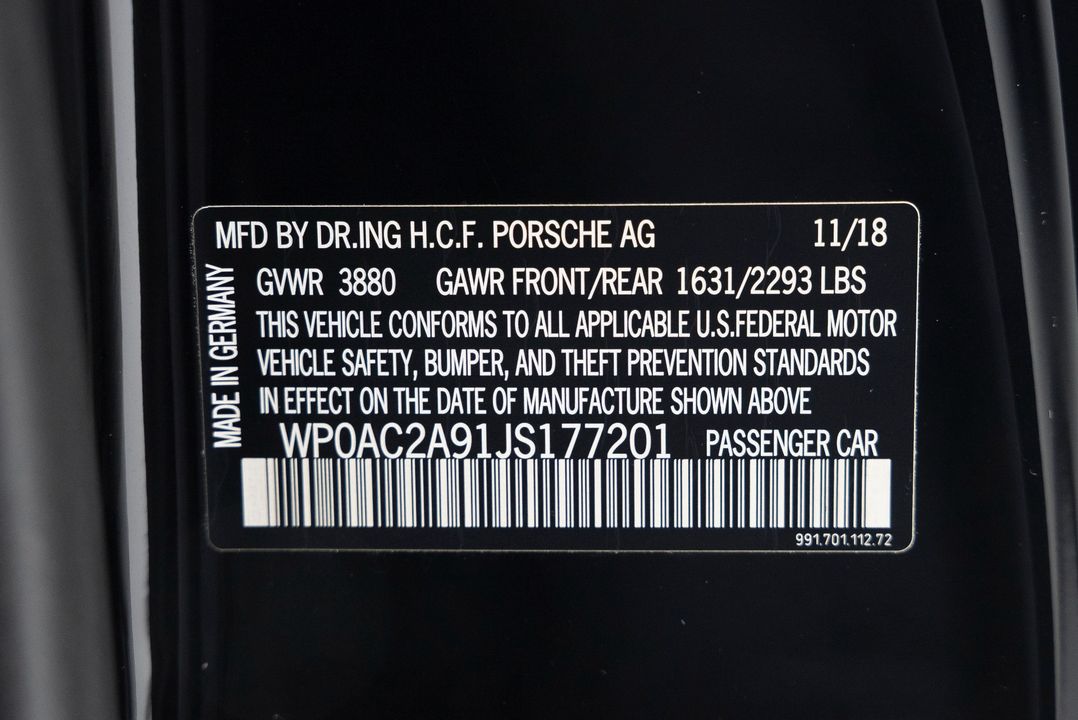 MFD BY DR.ING H.C.F. PORSCHE AG 11/18
GVWR 3880 GAWR FRONT/REAR 1631/2293 LBS
THIS VEHICLE CONFORMS TO ALL APPLICABLE U.S.FEDERAL MOTOR
VEHICLE SAFETY, BUMPER, AND THEFT PREVENTION STANDARDS
IN EFFECT ON THE DATE OF MANUFACTURE SHOWN ABOVE
MADE IN GERMANY
WP0AC2A91JS177201 PASSENGER CAR
991.701.112.72